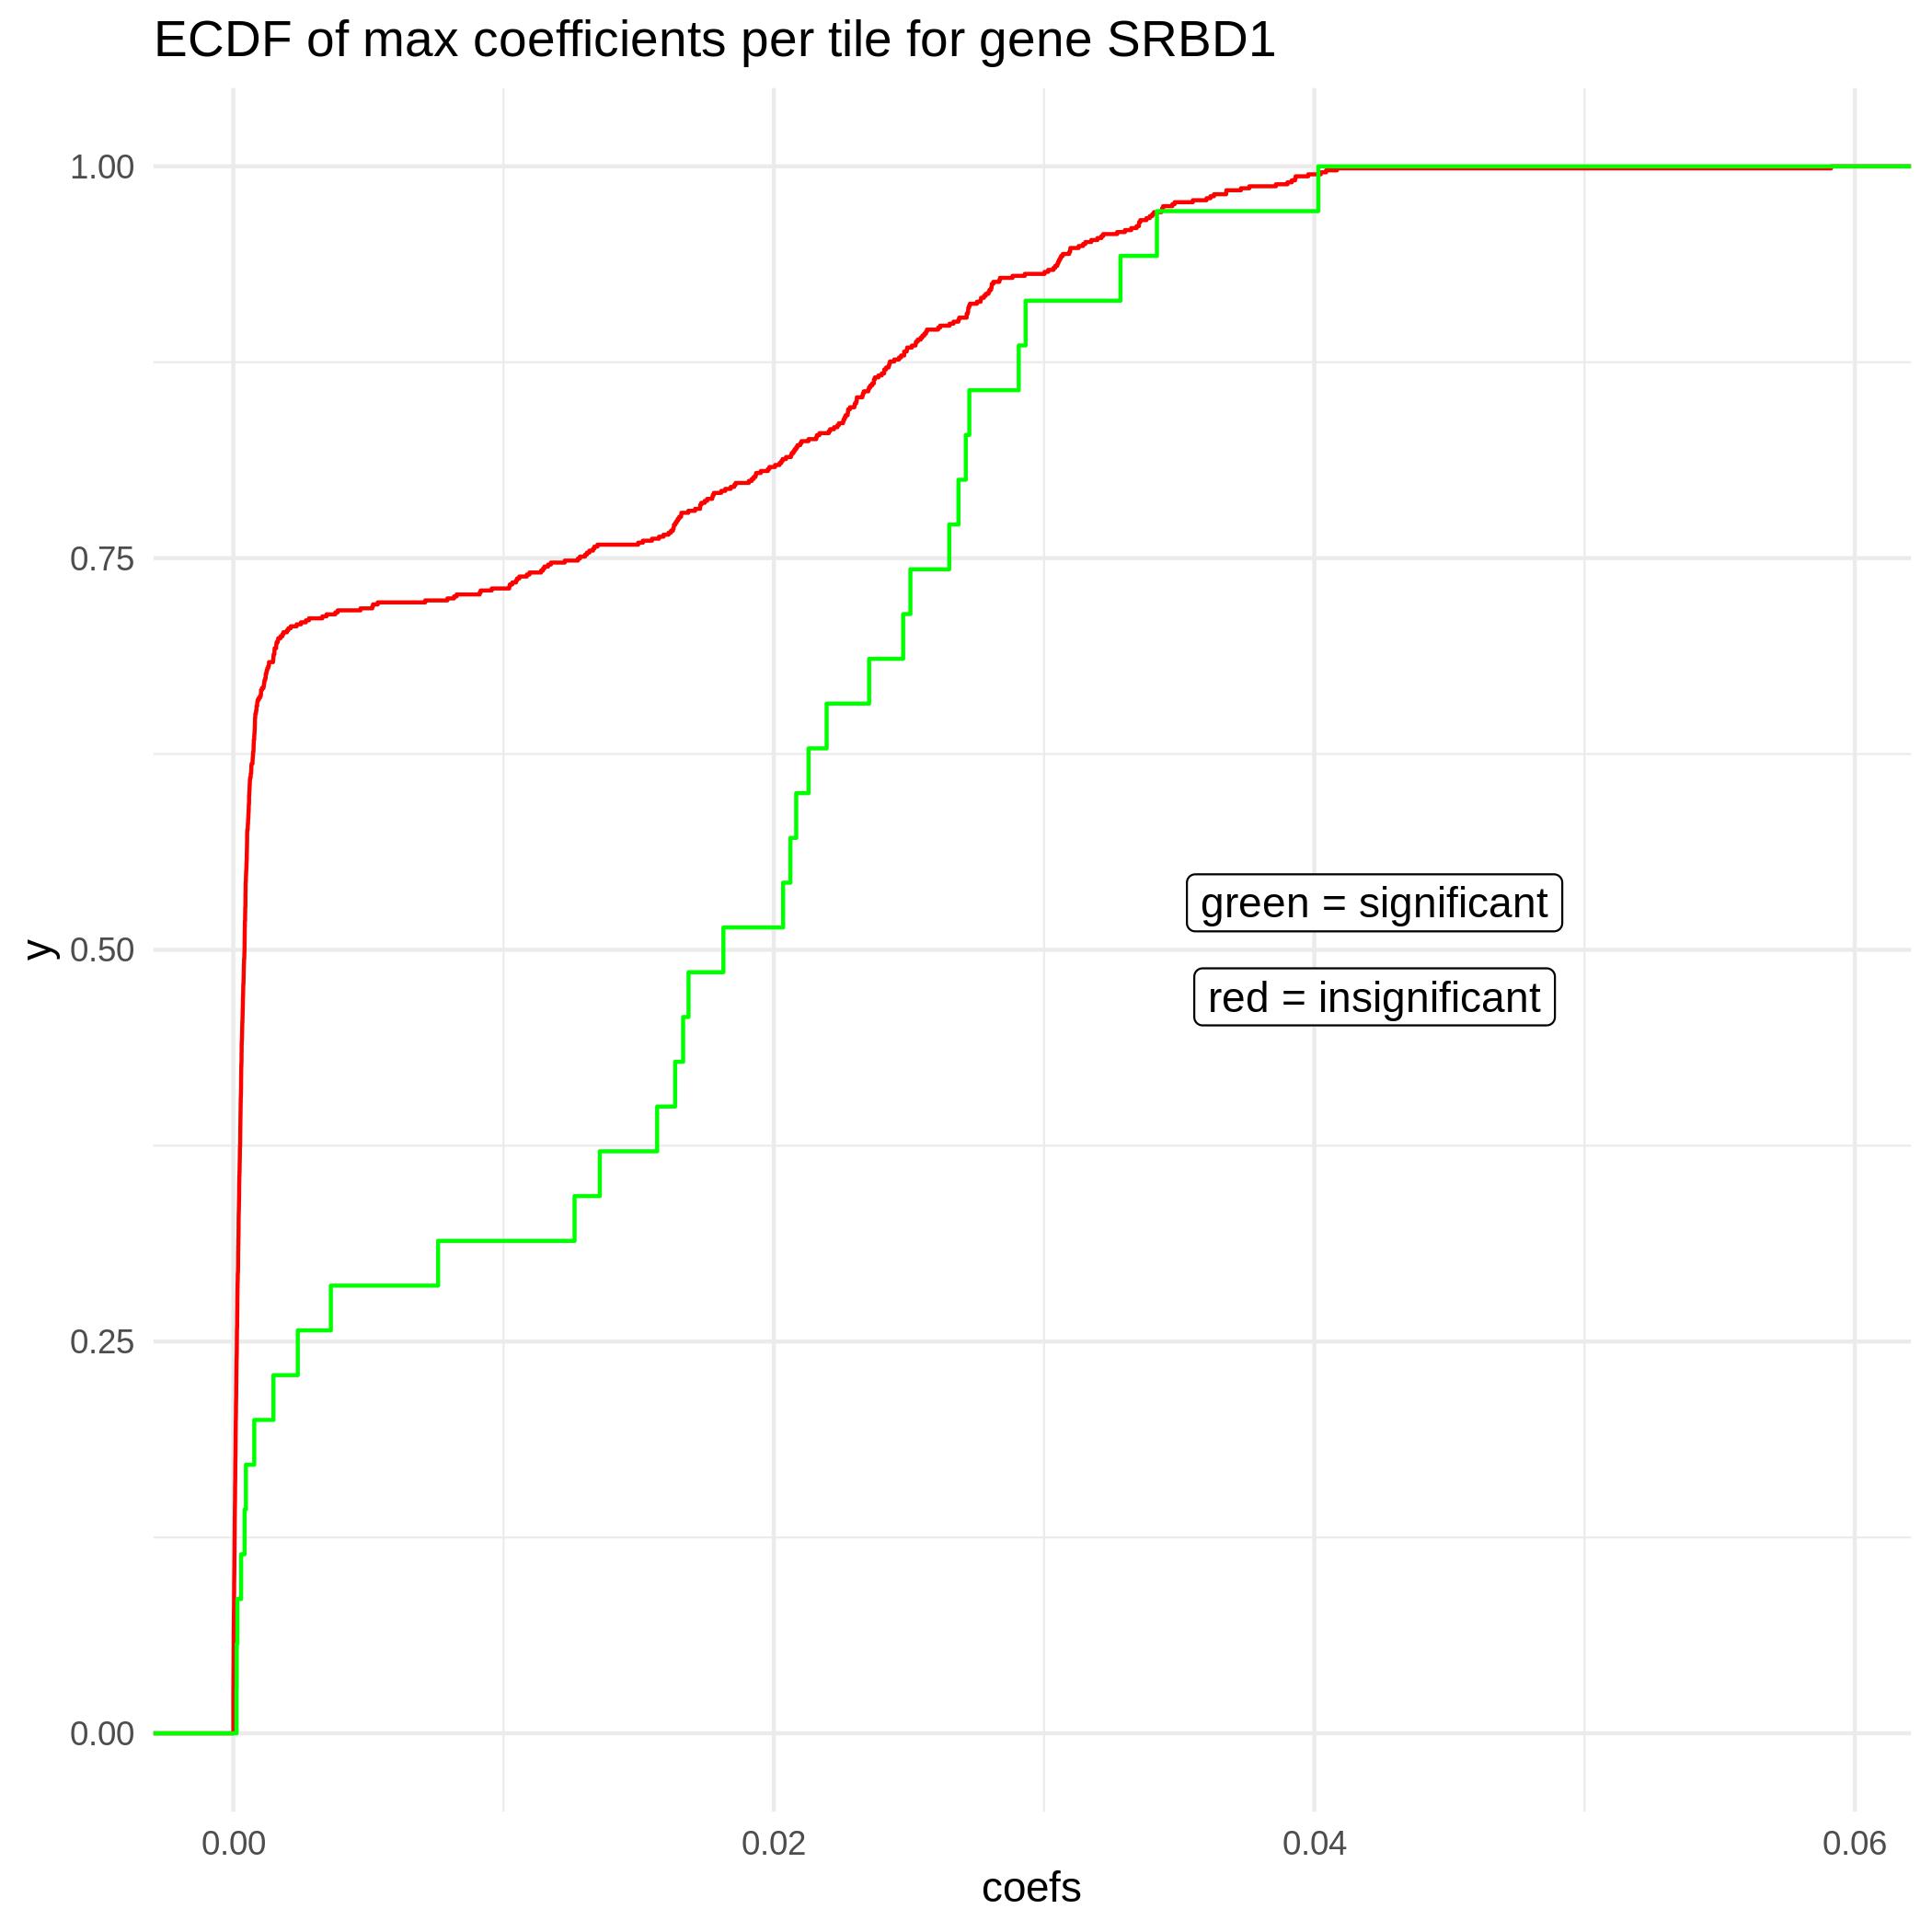 ECDF of max coefficients per tile for gene SRBD1
1.00
0.75
0.50
0.25
0.00
y
green = significant
red = insignificant
0.00
0.02
0.04
0.06
coefs